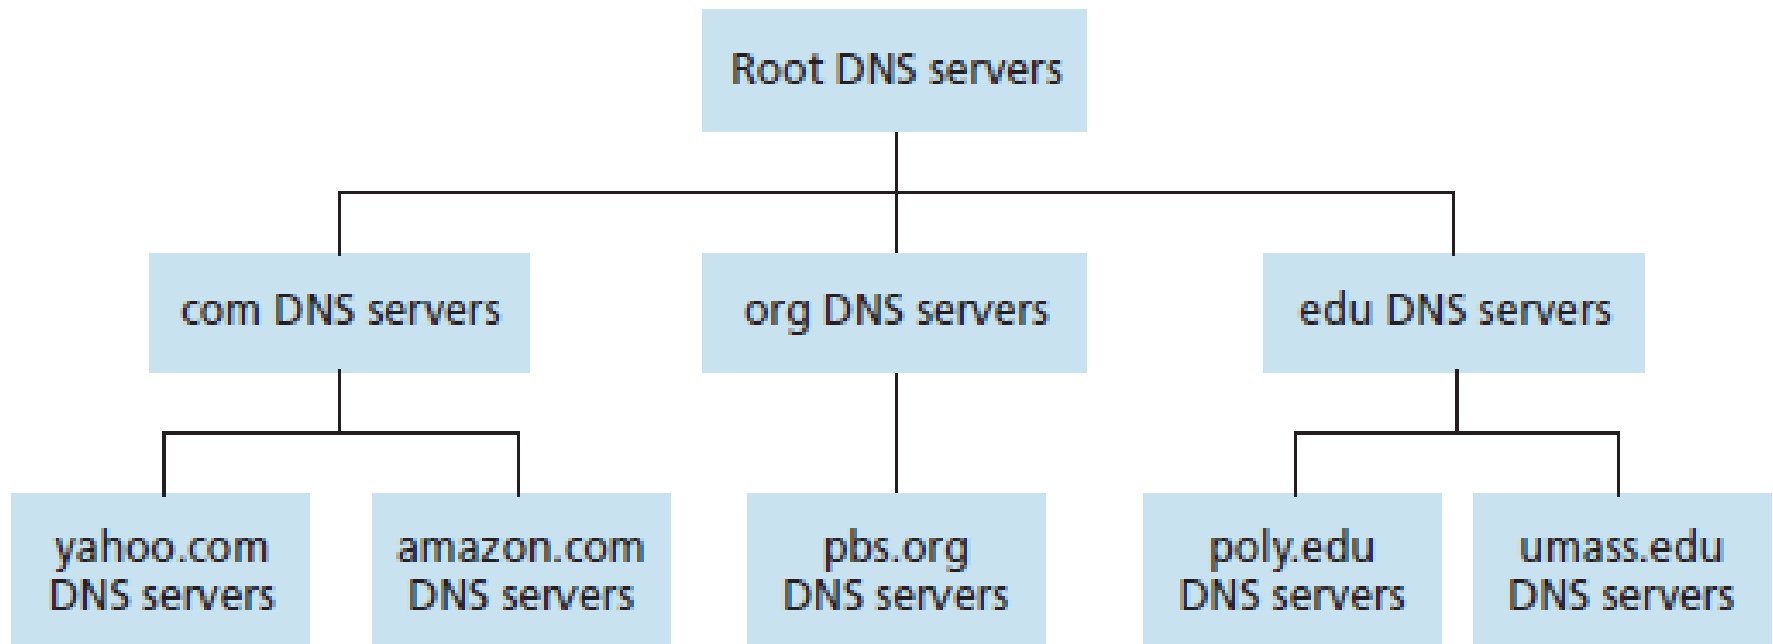 Root DNS servers
com DNS servers
org DNS servers
edu DNS servers
yahoo.com
DNS servers
amazon.com
DNS servers
pbs.org
DNS servers
poly.edu
DNS servers
umass.edu
DNS servers